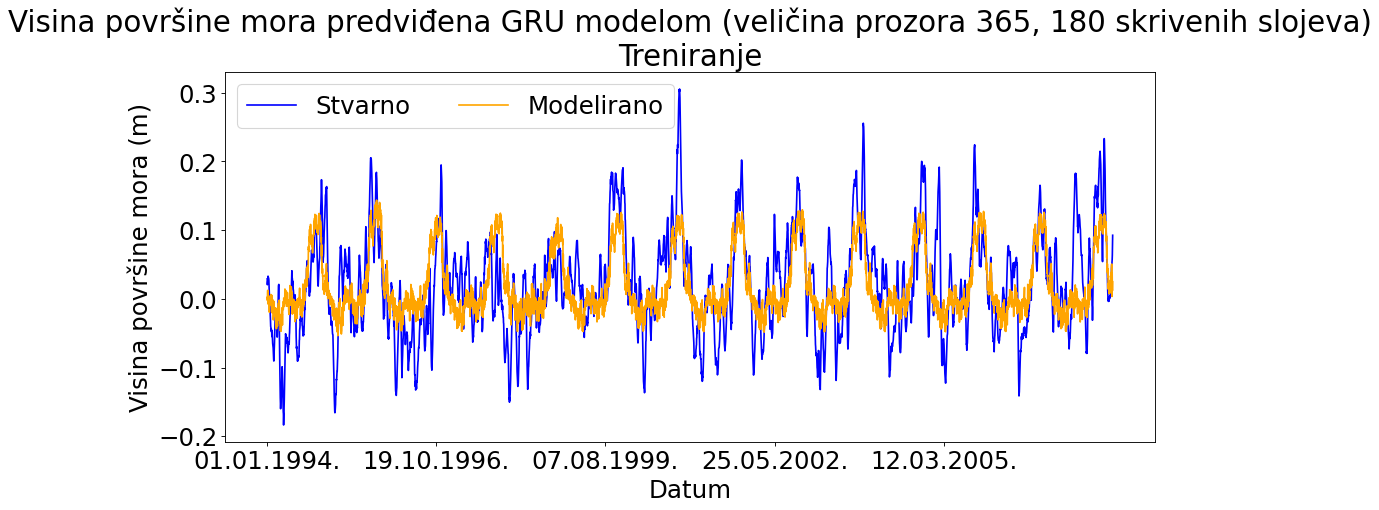 Visina površine mora predviđena GRU modelom (veličina prozora 365, 180 skrivenih slojeva)
Treniranje
Stvarno
Modelirano
Visina površine mora (m)
0.3
0.2
0.1
0.0
−0.1
−0.2
01.01.1994.
19.10.1996.
07.08.1999.
25.05.2002.
12.03.2005.
Datum